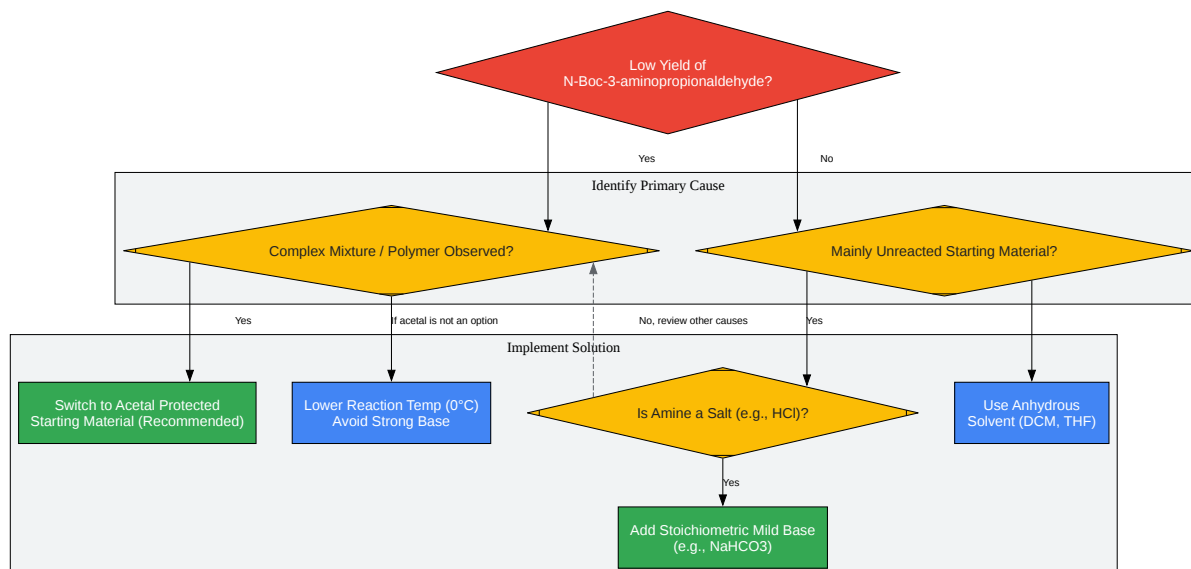 Low Yield of
N-Boc-3-aminopropionaldehyde?
Yes
No
Identify Primary Cause
Complex Mixture / Polymer Observed?
Mainly Unreacted Starting Material?
Yes
If acetal is not an option
No, review other causes
Yes
Implement Solution
Switch to Acetal Protected
Starting Material (Recommended)
Lower Reaction Temp (0°C)
Avoid Strong Base
Is Amine a Salt (e.g., HCl)?
Use Anhydrous
Solvent (DCM, THF)
Yes
Add Stoichiometric Mild Base
(e.g., NaHCO3)